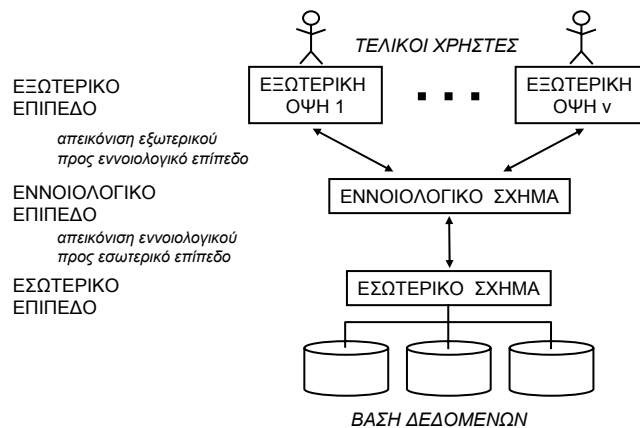 ΤΕΛΙΚΟΙ ΧΡΗΣΤΕΣ
ΕΞΩΤΕΡΙΚΟ
ΕΠΙΠΕΔΟ
ΕΞΩΤΕΡΙΚΗ
ΟΨΗ 1
ΕΞΩΤΕΡΙΚΗ
ΟΨΗ ν
απεικόνιση εξωτερικού
προς εννοιολογικό επίπεδο
ΕΝΝΟΙΟΛΟΓΙΚΟ
ΕΠΙΠΕΔΟ
ΕΝΝΟΙΟΛΟΓΙΚΟ ΣΧΗΜΑ
απεικόνιση εννοιολογικού
προς εσωτερικό επίπεδο
ΕΣΩΤΕΡΙΚΟ
ΕΠΙΠΕΔΟ
ΕΣΩΤΕΡΙΚΟ ΣΧΗΜΑ
ΒΑΣΗ ΔΕΔΟΜΕΝΩΝ